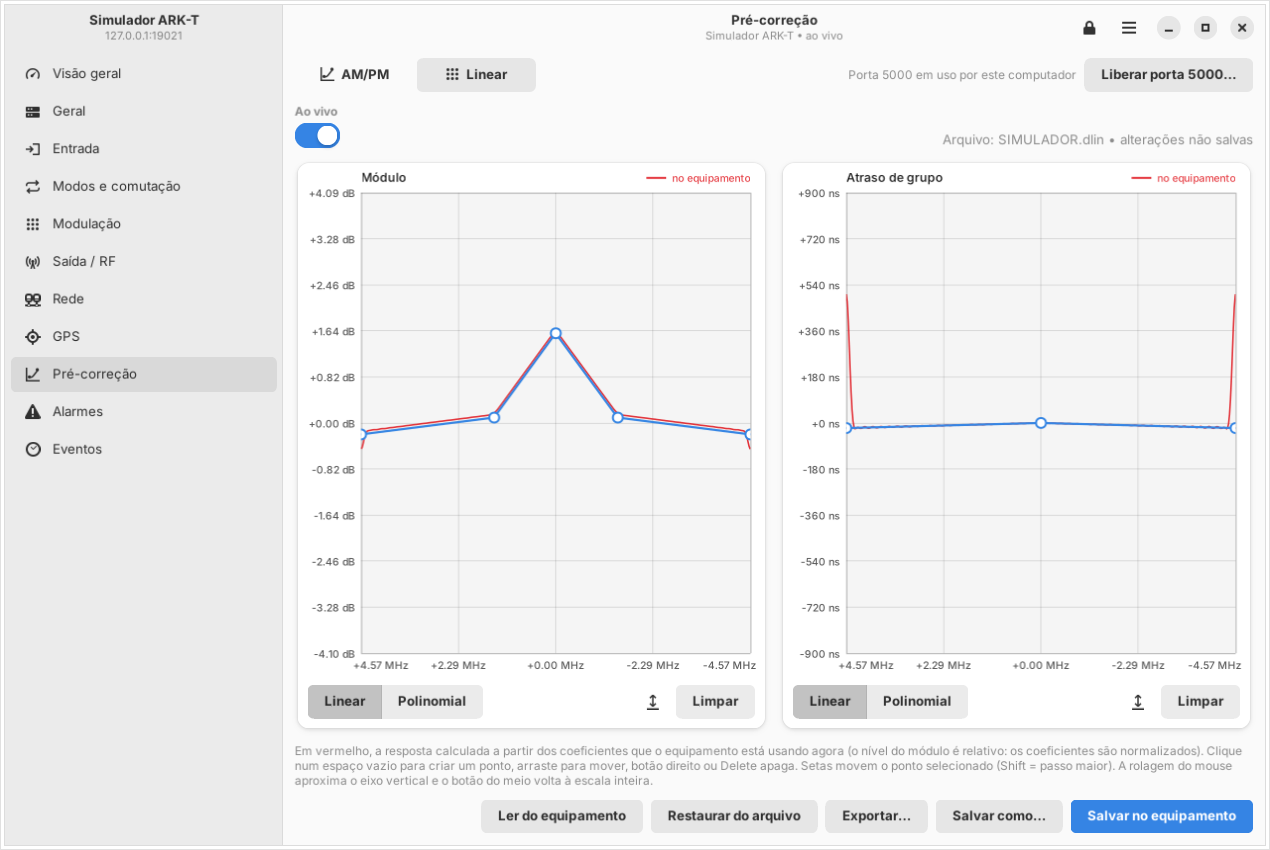 Simulador ARK-T
127.0.0.1:19021
Visão geral
Geral
Entrada
Modos e comutação
Modulação
Saída / RF
Rede
GPS
Pré-correção
Alarmes
Eventos
Pré-correção
Simulador ARK-T • ao vivo
AM/PM
Linear
Porta 5000 em uso por este computador
Liberar porta 5000...
Ao vivo
Arquivo: SIMULADOR.dlin • alterações não salvas
Módulo
no equipamento
+4.09 dB
+3.28 dB
+2.46 dB
+1.64 dB
+0.82 dB
+0.00 dB
-0.82 dB
-1.64 dB
-2.46 dB
-3.28 dB
-4.10 dB
+4.57 MHz +2.29 MHz +0.00 MHz -2.29 MHz -4.57 MHz
Linear Polinomial Limpar
Atraso de grupo
no equipamento
+900 ns
+720 ns
+540 ns
+360 ns
+180 ns
+0 ns
-180 ns
-360 ns
-540 ns
-720 ns
-900 ns
+4.57 MHz +2.29 MHz +0.00 MHz -2.29 MHz -4.57 MHz
Linear Polinomial Limpar
Em vermelho, a resposta calculada a partir dos coeficientes que o equipamento está usando agora (o nível do módulo é relativo: os coeficientes são normalizados). Clique
num espaço vazio para criar um ponto, arraste para mover, botão direito ou Delete apaga. Setas movem o ponto selecionado (Shift = passo maior). A rolagem do mouse
aproxima o eixo vertical e o botão do meio volta à escala inteira.
Ler do equipamento
Restaurar do arquivo
Exportar...
Salvar como...
Salvar no equipamento